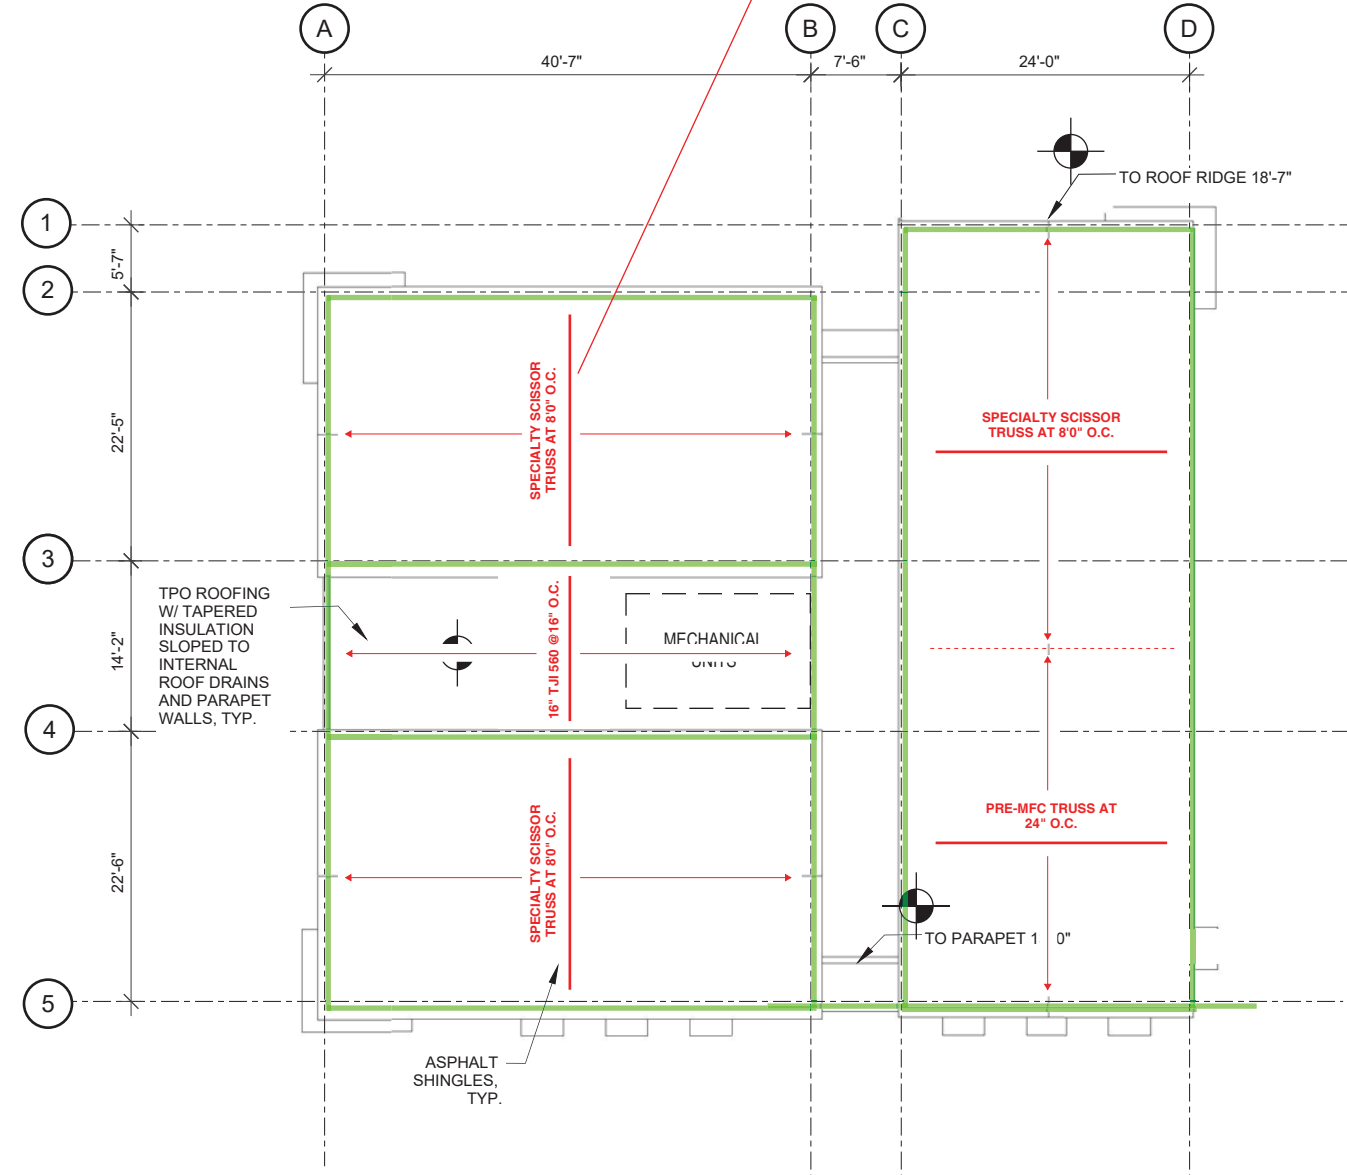 A
B
C
D
40'-7"
7'-6"
24'-0"
TO ROOF RIDGE 18'-7"
1
5'-7"
2
22'-5"
SPECIALTY SCISSOR
TRUSS AT 8'0" O.C.
SPECIALTY SCISSOR
TRUSS AT 8'0" O.C.
3
TPO ROOFING
W/ TAPERED
INSULATION
SLOPED TO
INTERNAL
ROOF DRAINS
AND PARAPET
WALLS, TYP.
14'-2"
16" TJI 560 @16" O.C.
MECHANICAL
UNITS
4
22'-6"
SPECIALTY SCISSOR
TRUSS AT 8'0" O.C.
PRE-MFC TRUSS AT
24" O.C.
TO PARAPET 1 0"
5
ASPHALT
SHINGLES,
TYP.